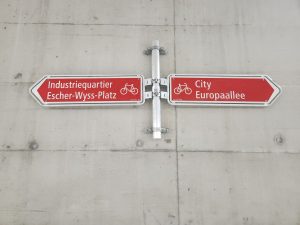 Industriequartier
Escher-Wyss-Platz
City
Europaallee